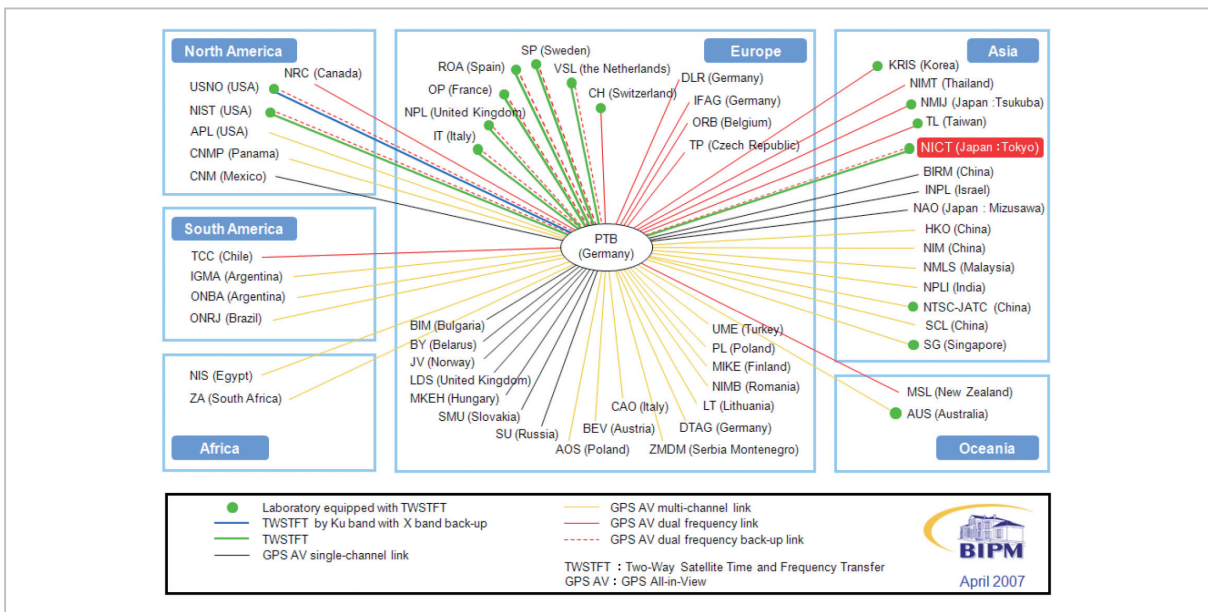 North America
NRC (Canada)
USNO (USA)
NIST (USA)
APL (USA)
CNMP (Panama)
CNM (Mexico)
South America
TCC (Chile)
IGMA (Argentina)
ONBA (Argentina)
ONRJ (Brazil)
NIS (Egypt)
ZA (South Africa)
Africa
Europe
SP (Sweden)
ROA (Spain)
VSL (the Netherlands)
OP (France)
CH (Switzerland)
NPL (United Kingdom)
IT (Italy)
DLR (Germany)
IFAG (Germany)
ORB (Belgium)
TP (Czech Republic)
PTB
(Germany)
BIM (Bulgaria)
BY (Belarus)
JV (Norway)
LDS (United Kingdom)
MKEH (Hungary)
SMU (Slovakia)
SU (Russia)
AOS (Poland)
BEV (Austria)
CAO (Italy)
UME (Turkey)
PL (Poland)
MIKE (Finland)
NIMB (Romania)
LT (Lithuania)
DTAG (Germany)
ZMDM (Serbia Montenegro)
Asia
KRIS (Korea)
NIMT (Thailand)
NMIJ (Japan :Tsukuba)
TL (Taiwan)
NICT (Japan :Tokyo)
BIRM (China)
INPL (Israel)
NAO (Japan : Mizusawa)
HKO (China)
NIM (China)
NMLS (Malaysia)
NPLI (India)
NTSC-JATC (China)
SCL (China)
SG (Singapore)
MSL (New Zealand)
AUS (Australia)
Oceania
Laboratory equipped with TWSTFT
TWSTFT by Ku band with X band back-up
TWSTFT
GPS AV single-channel link
GPS AV multi-channel link
GPS AV dual frequency link
GPS AV dual frequency back-up link
TWSTFT : Two-Way Satellite Time and Frequency Transfer
GPS AV : GPS All-in-View
BIPM
April 2007